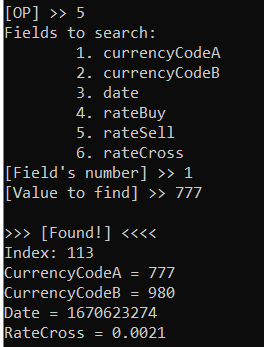 [OP] >> 5
Fields to search:
1. currencyCodeA
2. currencyCodeB
3. date
4. rateBuy
5. rateSell
6. rateCross
[Field's number] >> 1
[Value to find] >> 777
>>> [Found!] <<<<
Index: 113
CurrencyCodeA = 777
CurrencyCodeB = 980
Date = 1670623274
RateCross = 0.0021